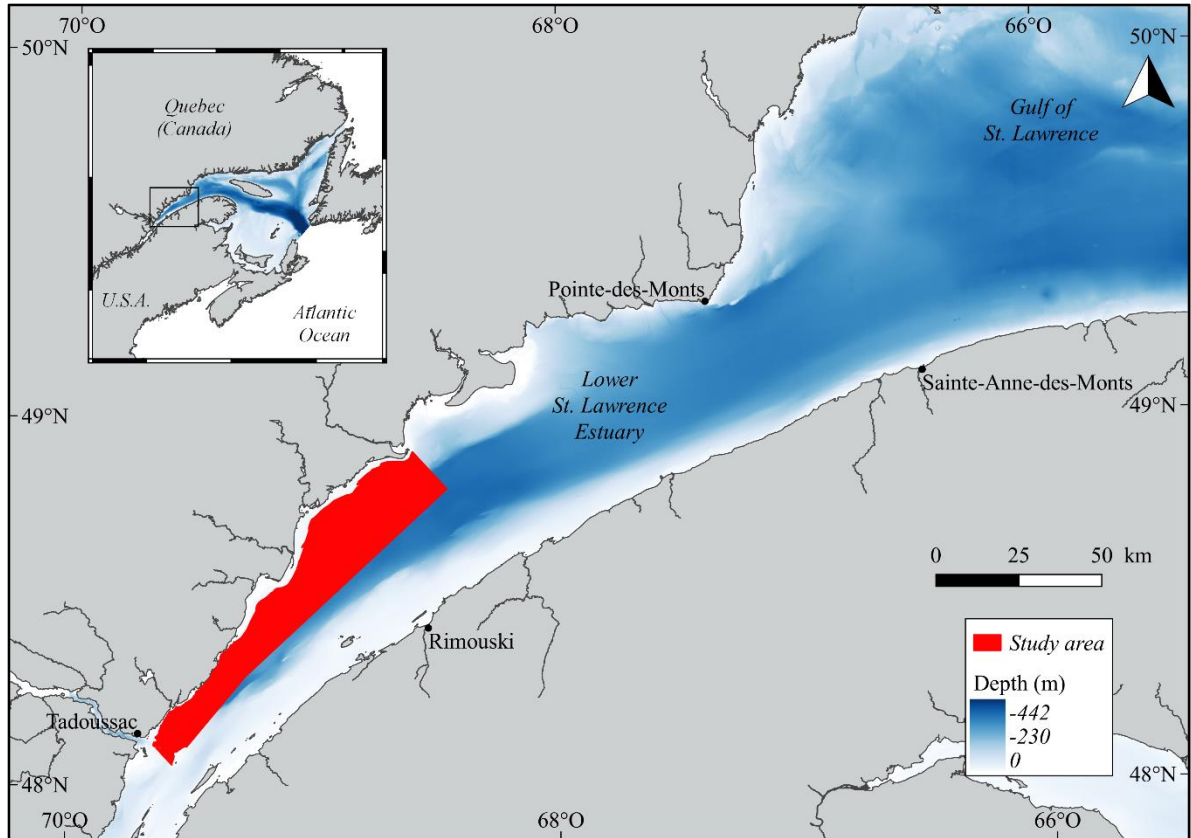 70°O
68°O
66°O
50°N
50°N
Quebec
(Canada)
U.S.A.
Atlantic
Ocean
Gulf of
St. Lawrence
Pointe-des-Monts
Lower
St. Lawrence
Estuary
Sainte-Anne-des-Monts
49°N
49°N
0 25 50 km
Rimouski
Tadoussac
Study area
Depth (m)
-442
-230
0
48°N
48°N
70°O
68°O
66°O